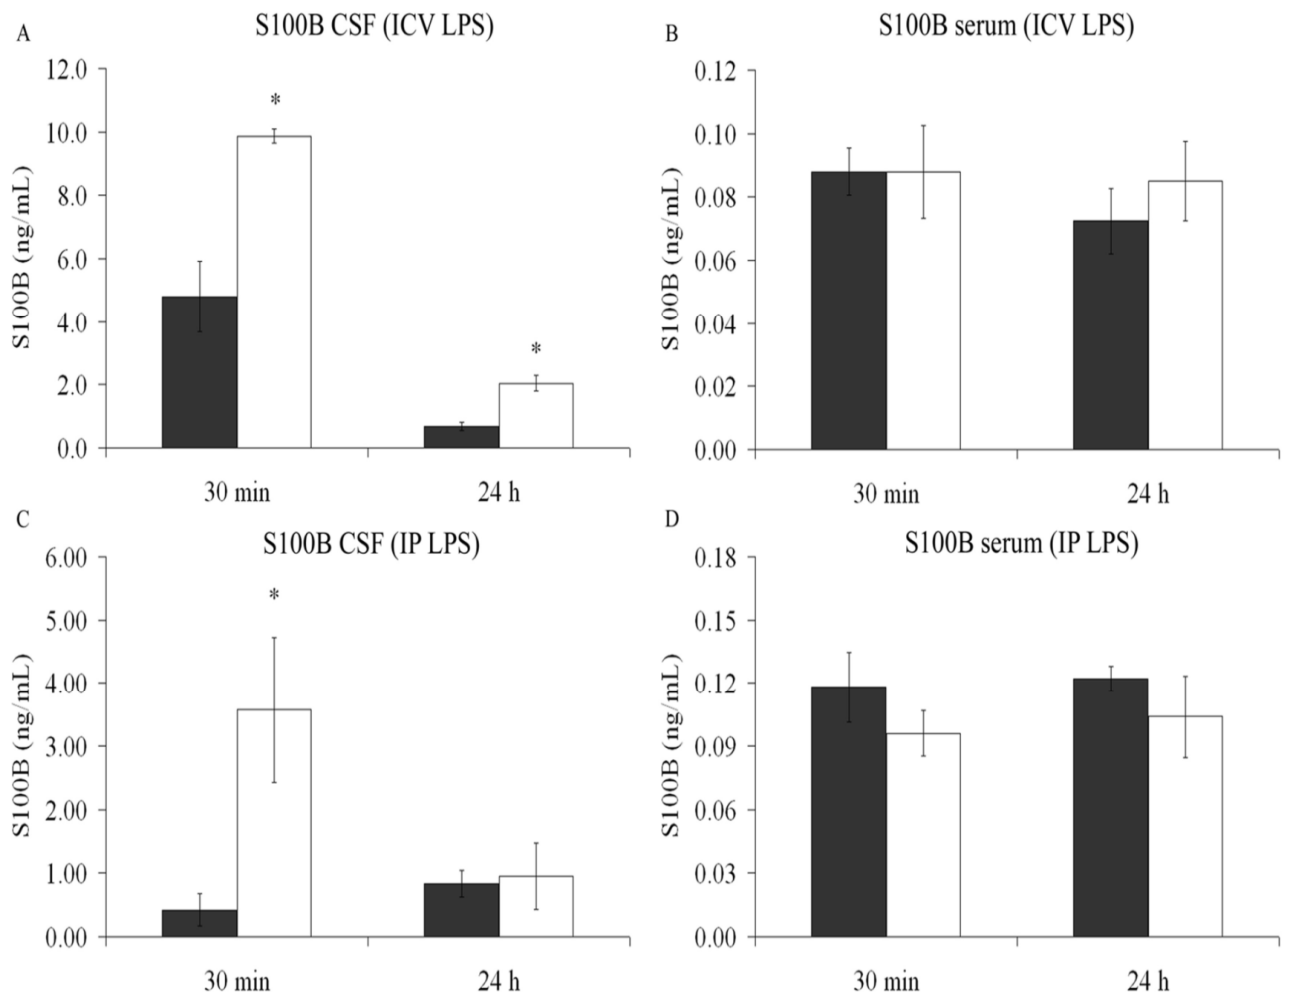 A
S100B CSF (ICV LPS)
12.0
10.0
8.0
6.0
4.0
2.0
0.0
S100B (ng/mL)
*
*
30 min
24 h
B
S100B serum (ICV LPS)
0.12
0.10
0.08
0.06
0.04
0.02
0.00
S100B (ng/mL)
30 min
24 h
C
S100B CSF (IP LPS)
6.00
5.00
4.00
3.00
2.00
1.00
0.00
S100B (ng/mL)
*
30 min
24 h
D
S100B serum (IP LPS)
0.18
0.15
0.12
0.09
0.06
0.03
0.00
S100B (ng/mL)
30 min
24 h